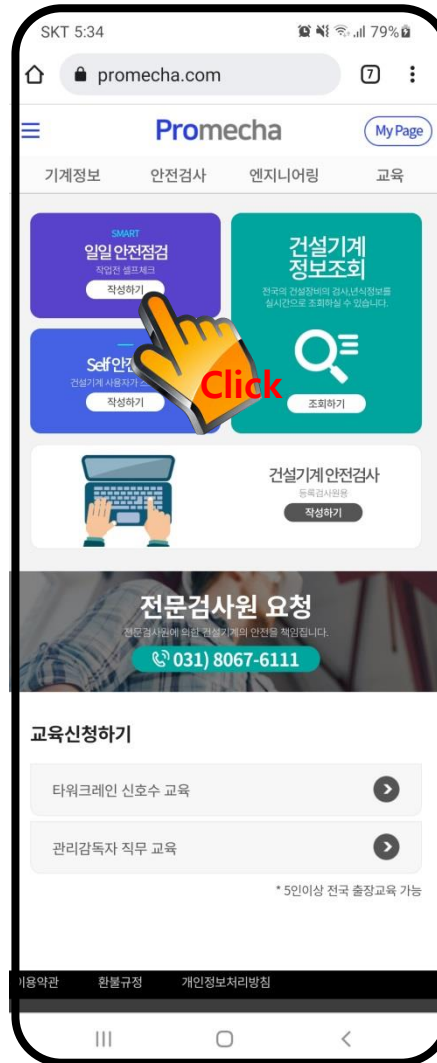 SKT 5:34
79%
promecha.com
7
Promecha
My Page
기계정보 안전검사 엔지니어링 교육
SMART
일일 안전점검
작업전 셀프체크
작성하기
Self 안전
건설기계 사용자가
작성하기
Click
건설기계
정보조회
전국의 건설장비의 검사,년식정보를
실시간으로 조회하실 수 있습니다.
조회하기
건설기계 안전검사
등록검사원용
작성하기
전문검사원 요청
전문검사원에 의한 건설기계의 안전을 책임집니다.
031) 8067-6111
교육신청하기
타워크레인 신호수 교육
관리감독자 직무 교육
* 5인이상 전국 출장교육 가능
이용약관 환불규정 개인정보처리방침